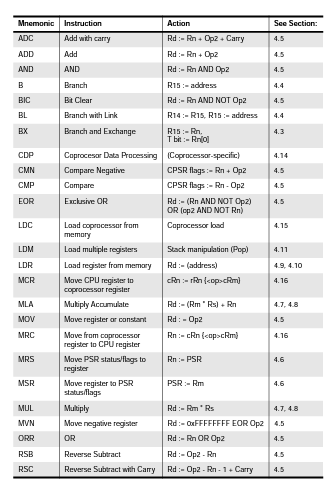 Mnemonic Instruction Action See Section:
ADC Add with carry Rd := Rn + Op2 + Carry 4.5
ADD Add Rd := Rn + Op2 4.5
AND AND Rd := Rn AND Op2 4.5
B Branch R15 := address 4.4
BIC Bit Clear Rd := Rn AND NOT Op2 4.5
BL Branch with Link R14 := R15, R15 := address 4.4
BX Branch and Exchange R15 := Rn, 4.3
T bit := Rn[0]
CDP Coprocesor Data Processing (Coprocessor-specific) 4.14
CMN Compare Negative CPSR flags := Rn + Op2 4.5
CMP Compare CPSR flags := Rn - Op2 4.5
EOR Exclusive OR Rd := (Rn AND NOT Op2) 4.5
OR (op2 AND NOT Rn)
LDC Load coprocessor from Coprocessor load 4.15
memory
LDM Load multiple registers Stack manipulation (Pop) 4.11
LDR Load register from memory Rd := (address) 4.9, 4.10
MCR Move CPU register to cRn := rRn {<op>cRm} 4.16
coprocessor register
MLA Multiply Accumulate Rd := (Rm * Rs) + Rn 4.7, 4.8
MOV Move register or constant Rd : = Op2 4.5
MRC Move from coprocessor Rn := cRn {<op>cRm} 4.16
register to CPU register
MRS Move PSR status/flags to Rn := PSR 4.6
register
MSR Move register to PSR PSR := Rm 4.6
status/flags
MUL Multiply Rd := Rm * Rs 4.7, 4.8
MVN Move negative register Rd := 0xFFFFFFFF EOR Op2 4.5
ORR OR Rd := Rn OR Op2 4.5
RSB Reverse Subtract Rd := Op2 - Rn 4.5
RSC Reverse Subtract with Carry Rd := Op2 - Rn - 1 + Carry 4.5